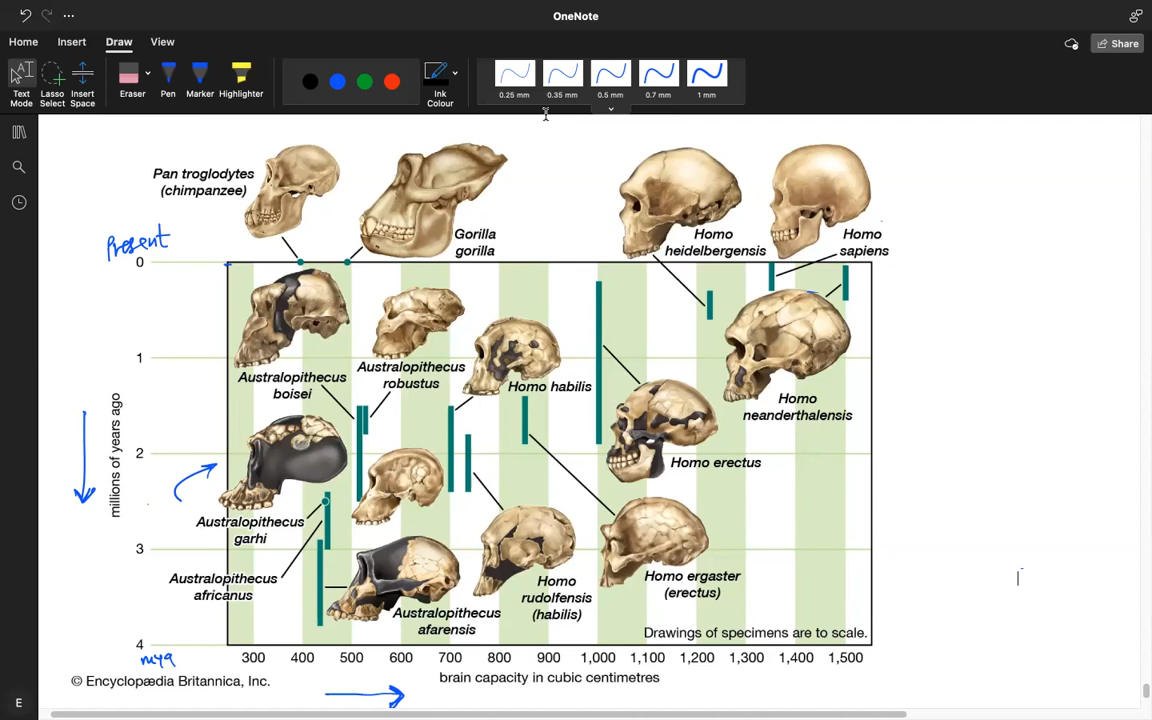 OneNote
Home
Insert
Draw
View
Share
Text
Mode
Lasso
Select
Insert
Space
Eraser
Pen
Marker
Highlighter
Ink
Colour
0.25 mm
0.35 mm
0.5 mm
0.7 mm
1 mm
Pan troglodytes
(chimpanzee)
Gorilla
gorilla
Homo
heidelbergensis
Homo
sapiens
Present
0
Australopithecus
boisei
Australopithecus
robustus
Homo habilis
Homo
neanderthalensis
1
millions of years ago
2
Homo erectus
Australopithecus
garhi
3
Australopithecus
africanus
Australopithecus
afarensis
Homo
rudolfensis
(habilis)
Homo ergaster
(erectus)
Drawings of specimens are to scale.
4
mya
300 400 500 600 700 800 900 1,000 1,100 1,200 1,300 1,400 1,500
brain capacity in cubic centimetres
© Encyclopædia Britannica, Inc.
E